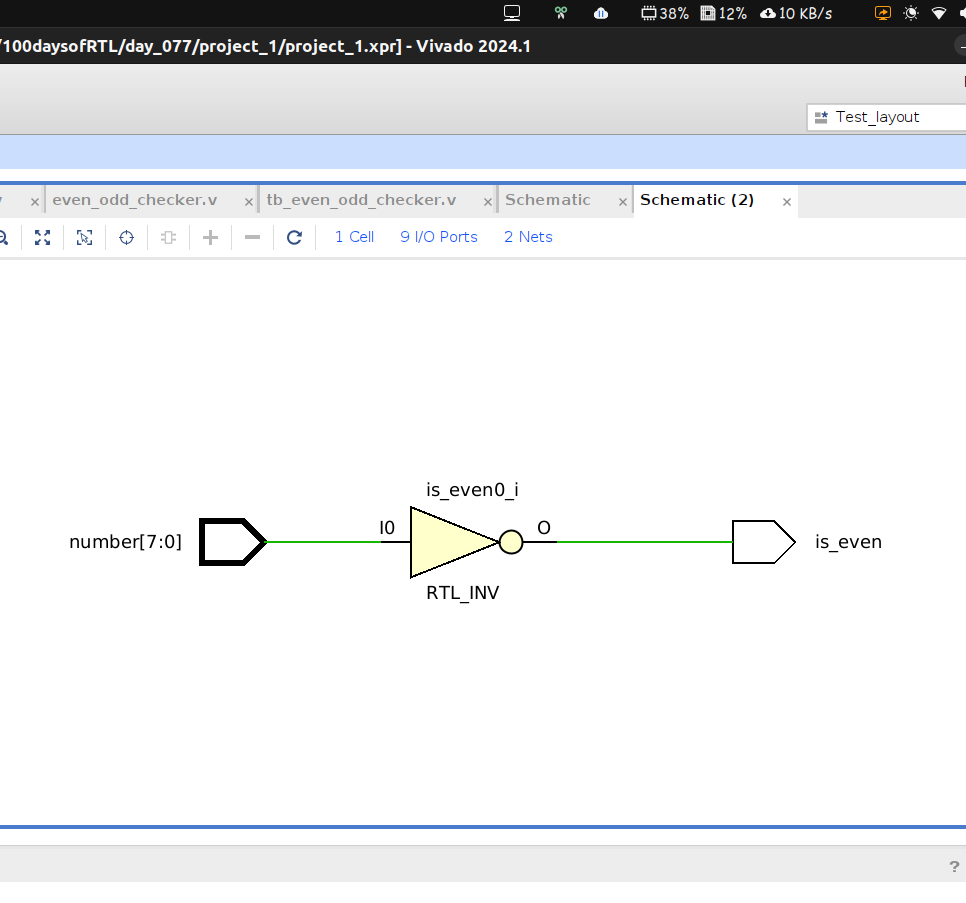 38% 12% 10 KB/s
/100daysofRTL/day_077/project_1/project_1.xpr] - Vivado 2024.1
Test_layout
even_odd_checker.v tb_even_odd_checker.v Schematic Schematic (2)
1 Cell 9 I/O Ports 2 Nets
is_even0_i
I0 O
number[7:0] is_even
RTL_INV
?